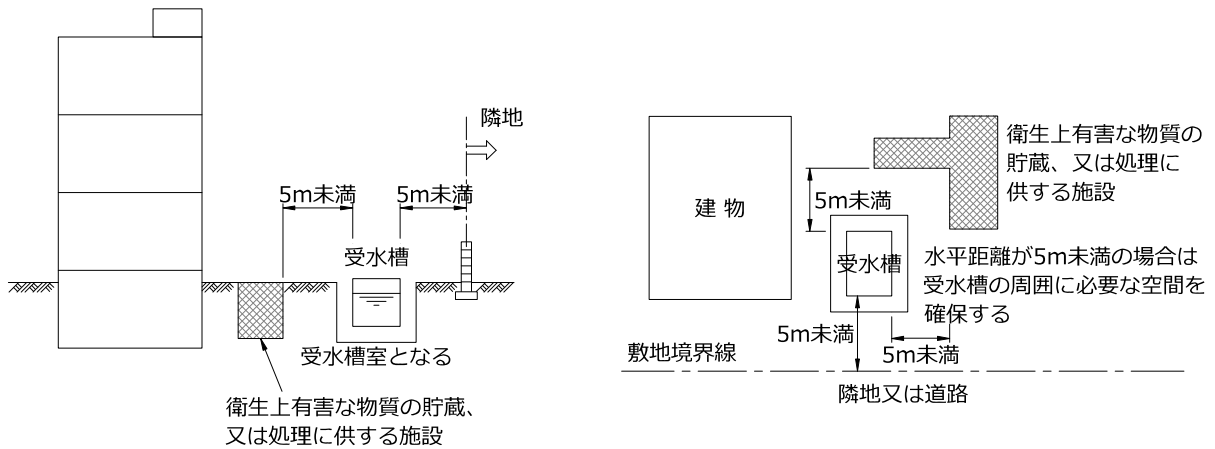 隣地
5m未満
5m未満
受水槽
受水槽室となる
衛生上有害な物質の貯蔵、
又は処理に供する施設
衛生上有害な物質の
貯蔵、又は処理に
供する施設
建物
5m未満
受水槽
水平距離が5m未満の場合は
受水槽の周囲に必要な空間を
確保する
5m未満
5m未満
敷地境界線
隣地又は道路